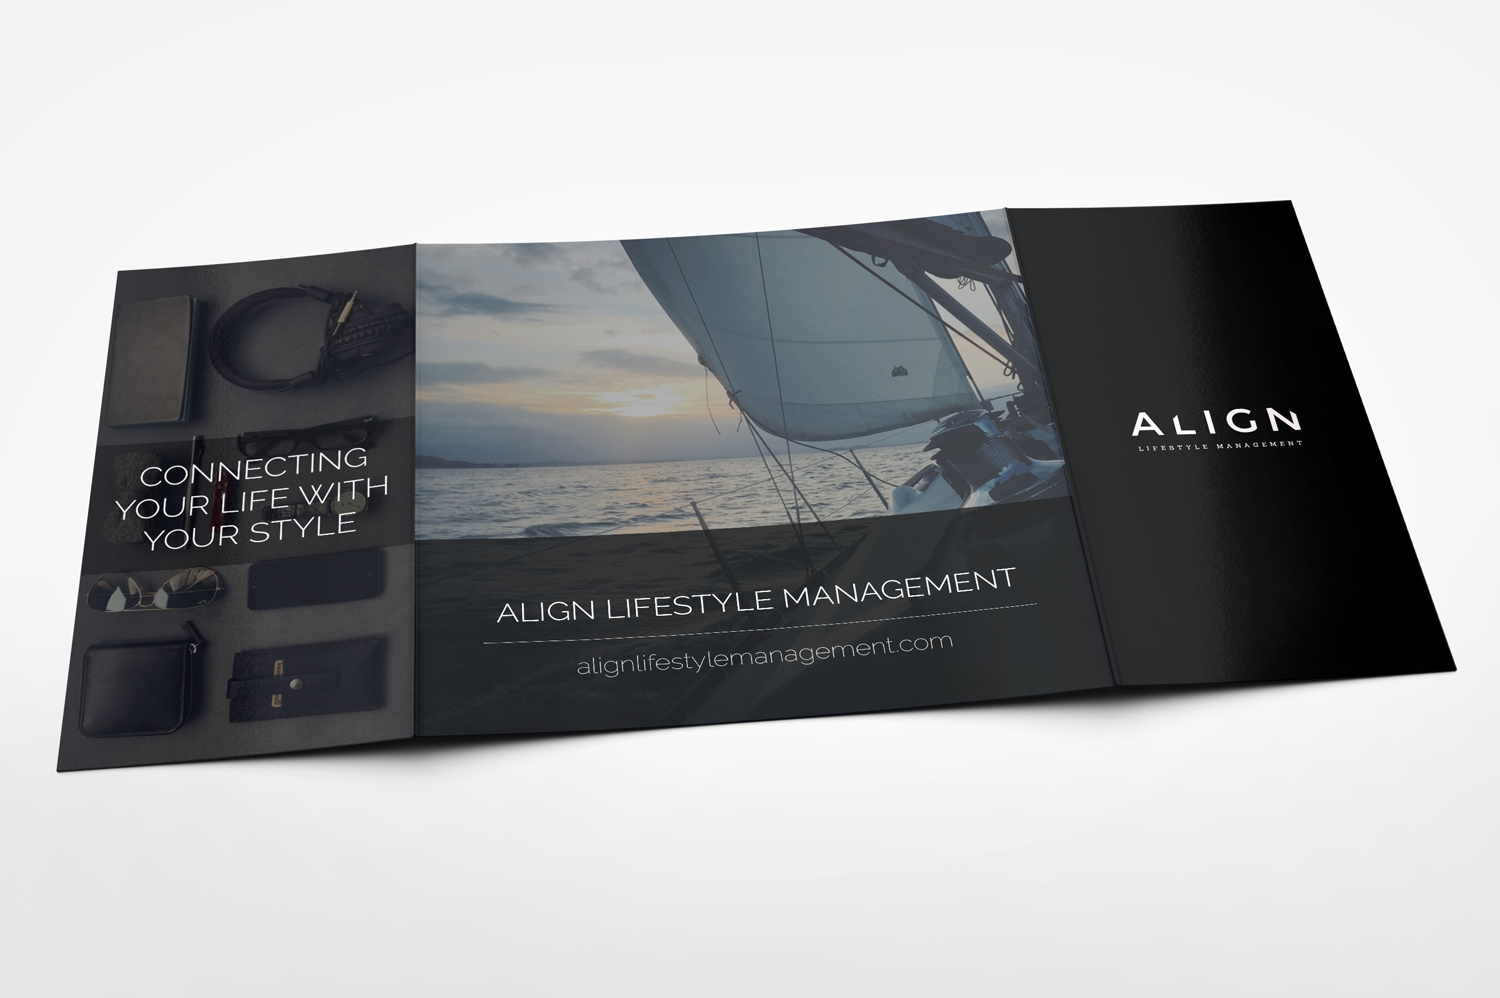 CONNECTING
YOUR LIFE WITH
YOUR STYLE
ALIGN LIFESTYLE MANAGEMENT
alignlifestylemanagement.com
ALIGN
LIFESTYLE MANAGEMENT